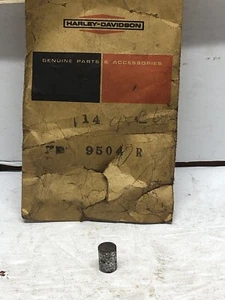 HARLEY-DAVIDSON
GENUINE PARTS & ACCESSORIES
114
9504 R